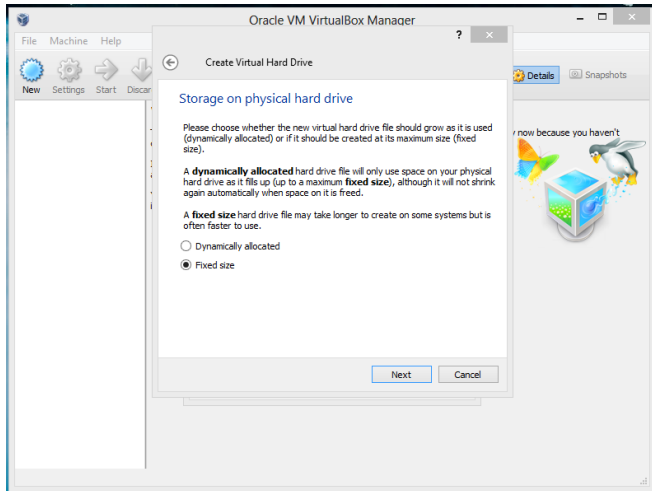 Oracle VM VirtualBox Manager
File Machine Help
?
Create Virtual Hard Drive
New Settings Start Discar
Details Snapshots
Storage on physical hard drive
Please choose whether the new virtual hard drive file should grow as it is used
(dynamically allocated) or if it should be created at its maximum size (fixed
size).
now because you haven't
A dynamically allocated hard drive file will only use space on your physical
hard drive as it fills up (up to a maximum fixed size), although it will not shrink
again automatically when space on it is freed.
A fixed size hard drive file may take longer to create on some systems but is
often faster to use.
Dynamically allocated
Fixed size
Next Cancel